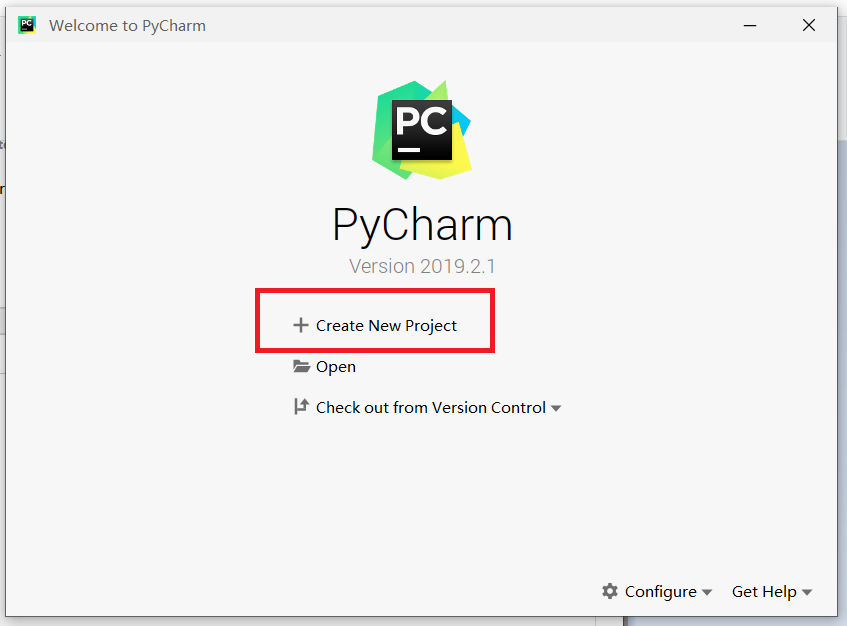 PC
Welcome to PyCharm
PC
PyCharm
Version 2019.2.1
Create New Project
Open
Check out from Version Control
Configure
Get Help